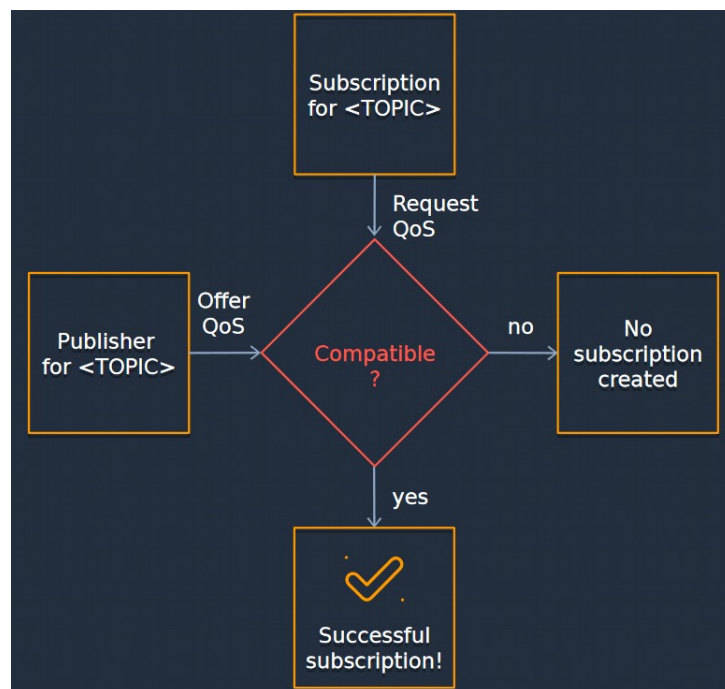 Subscription
for <TOPIC>
Request
QoS
Offer
QoS
Publisher
for <TOPIC>
Compatible
?
no
No
subscription
created
yes
Successful
subscription!